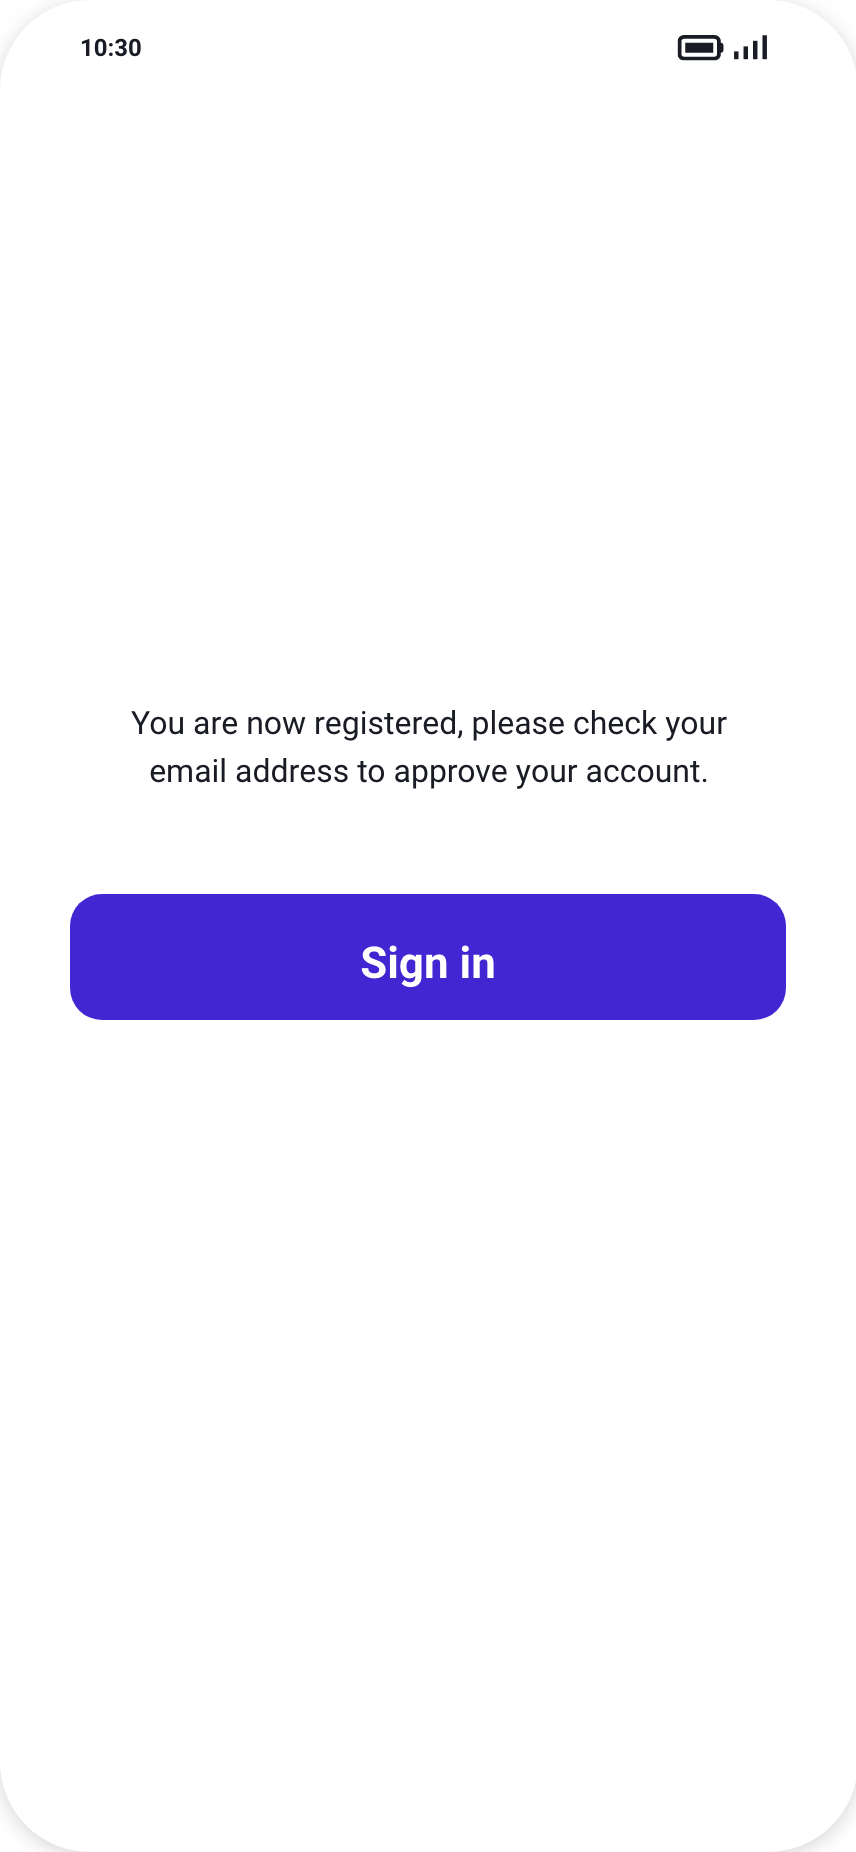 10:30
You are now registered, please check your
email address to approve your account.
Sign in